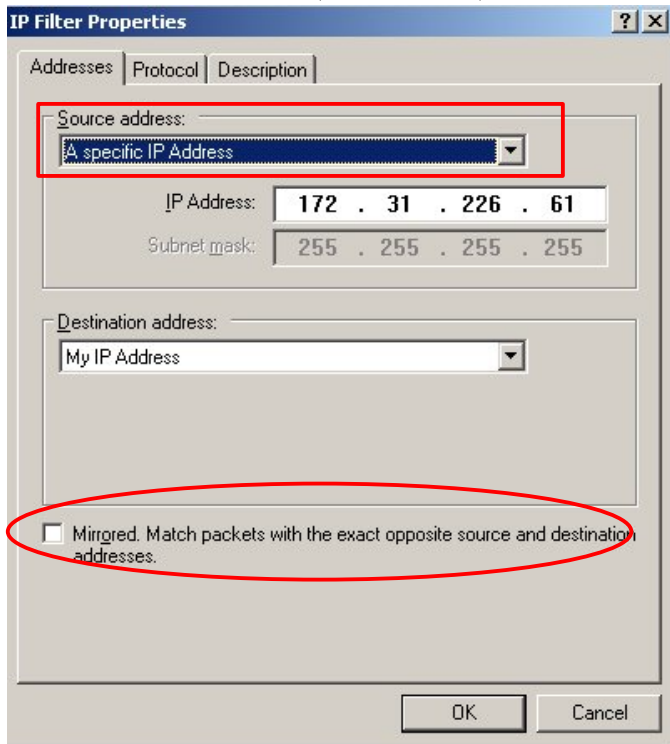 IP Filter Properties
Addresses Protocol Description
Source address:
A specific IP Address
IP Address: 172 . 31 . 226 . 61
Subnet mask: 255 . 255 . 255 . 255
Destination address:
My IP Address
Mirrored. Match packets with the exact opposite source and destination
addresses.
OK Cancel